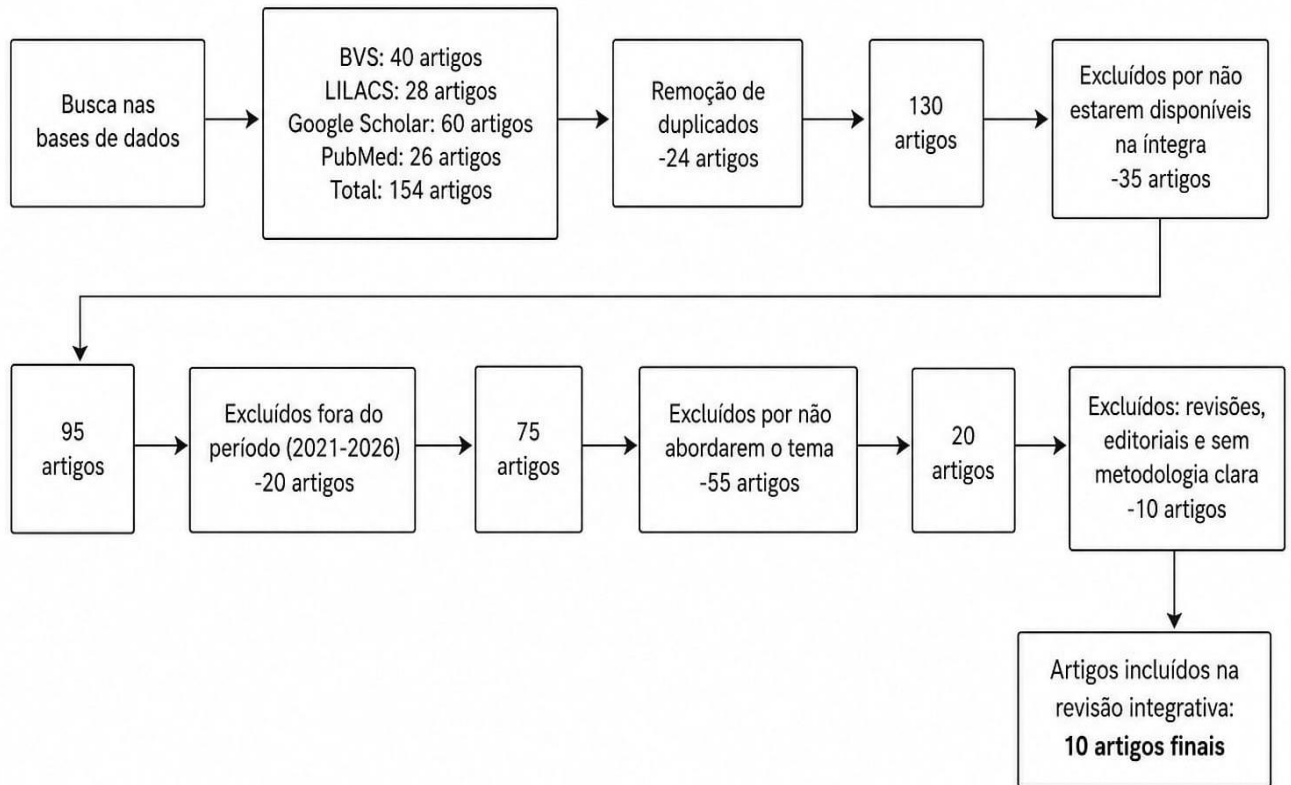 Busca nas
bases de dados
BVS: 40 artigos
LILACS: 28 artigos
Google Scholar: 60 artigos
PubMed: 26 artigos
Total: 154 artigos
Remoção de
duplicados
-24 artigos
130
artigos
Excluídos por não
estarem disponíveis
na íntegra
-35 artigos
95
artigos
Excluídos fora do
período (2021-2026)
-20 artigos
75
artigos
Excluídos por não
abordarem o tema
-55 artigos
20
artigos
Excluídos: revisões,
editoriais e sem
metodologia clara
-10 artigos
Artigos incluídos na
revisão integrativa:
10 artigos finais